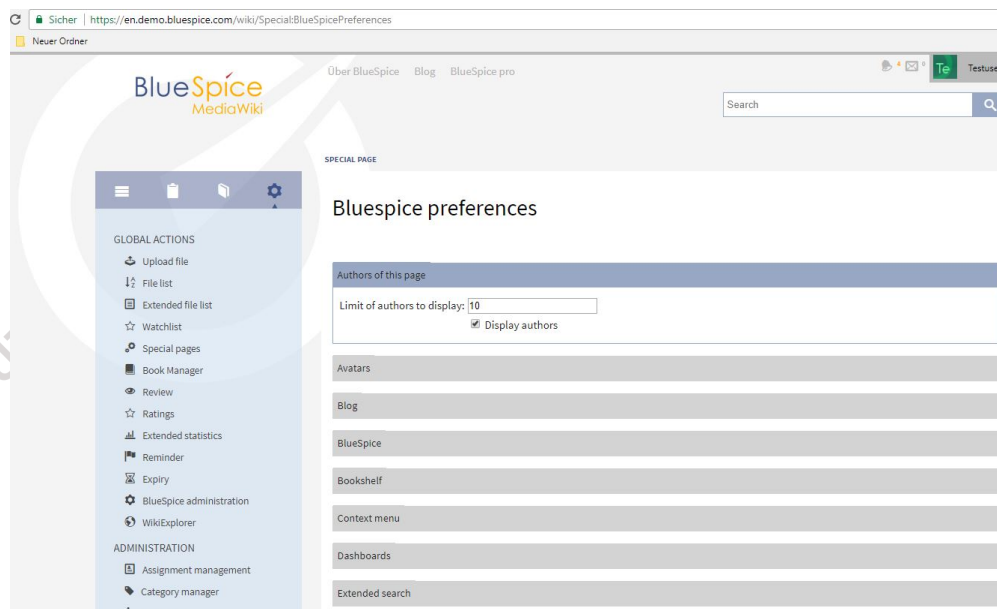 Sicher | https://en.demo.bluespice.com/wiki/Special:BlueSpicePreferences
Neuer Ordner
BlueSpice
MediaWiki
Über BlueSpice Blog BlueSpice pro
Te Testuse
Search
SPECIAL PAGE
Bluespice preferences
GLOBAL ACTIONS
Upload file
File list
Extended file list
Watchlist
Special pages
Book Manager
Review
Ratings
Extended statistics
Reminder
Expiry
BlueSpice administration
WikiExplorer
ADMINISTRATION
Assignment management
Category manager
Authors of this page
Limit of authors to display: 10
Display authors
Avatars
Blog
BlueSpice
Bookshelf
Context menu
Dashboards
Extended search